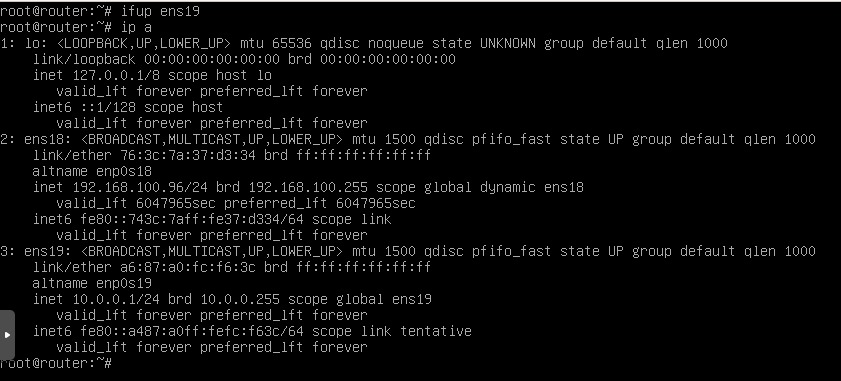 root@router:~# ifup ens19
root@router:~# ip a
1: lo: <LOOPBACK,UP,LOWER_UP> mtu 65536 qdisc noqueue state UNKNOWN group default qlen 1000
    link/loopback 00:00:00:00:00:00 brd 00:00:00:00:00:00
    inet 127.0.0.1/8 scope host lo
       valid_lft forever preferred_lft forever
    inet6 ::1/128 scope host
       valid_lft forever preferred_lft forever
2: ens18: <BROADCAST,MULTICAST,UP,LOWER_UP> mtu 1500 qdisc pfifo_fast state UP group default qlen 1000
    link/ether 76:3c:7a:37:d3:34 brd ff:ff:ff:ff:ff:ff
    altname enp0s18
    inet 192.168.100.96/24 brd 192.168.100.255 scope global dynamic ens18
       valid_lft 6047965sec preferred_lft 6047965sec
    inet6 fe80::743c:7aff:fe37:d334/64 scope link
       valid_lft forever preferred_lft forever
3: ens19: <BROADCAST,MULTICAST,UP,LOWER_UP> mtu 1500 qdisc pfifo_fast state UP group default qlen 1000
    link/ether a6:87:a0:fc:f6:3c brd ff:ff:ff:ff:ff:ff
    altname enp0s19
    inet 10.0.0.1/24 brd 10.0.0.255 scope global ens19
       valid_lft forever preferred_lft forever
    inet6 fe80::a487:a0ff:fefc:f63c/64 scope link tentative
       valid_lft forever preferred_lft forever
root@router:~#